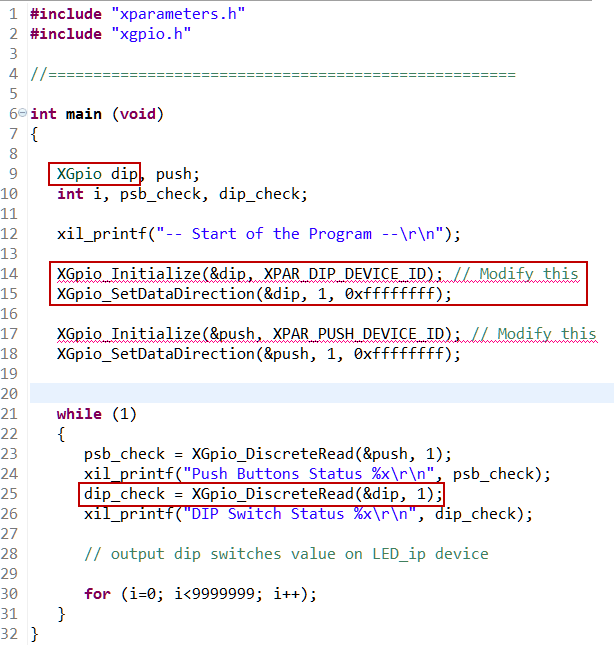 1 #include "xparameters.h"
2 #include "xgpio.h"
3
4 //====================================================
5
6 int main (void)
7 {
8
9 XGpio dip, push;
10 int i, psb_check, dip_check;
11
12 xil_printf("-- Start of the Program --\r\n");
13
14 XGpio_Initialize(&dip, XPAR_DIP_DEVICE_ID); // Modify this
15 XGpio_SetDataDirection(&dip, 1, 0xffffffff);
16
17 XGpio_Initialize(&push, XPAR_PUSH_DEVICE_ID); // Modify this
18 XGpio_SetDataDirection(&push, 1, 0xffffffff);
19
20
21 while (1)
22 {
23 psb_check = XGpio_DiscreteRead(&push, 1);
24 xil_printf("Push Buttons Status %x\r\n", psb_check);
25 dip_check = XGpio_DiscreteRead(&dip, 1);
26 xil_printf("DIP Switch Status %x\r\n", dip_check);
27
28 // output dip switches value on LED_ip device
29
30 for (i=0; i<9999999; i++);
31 }
32 }